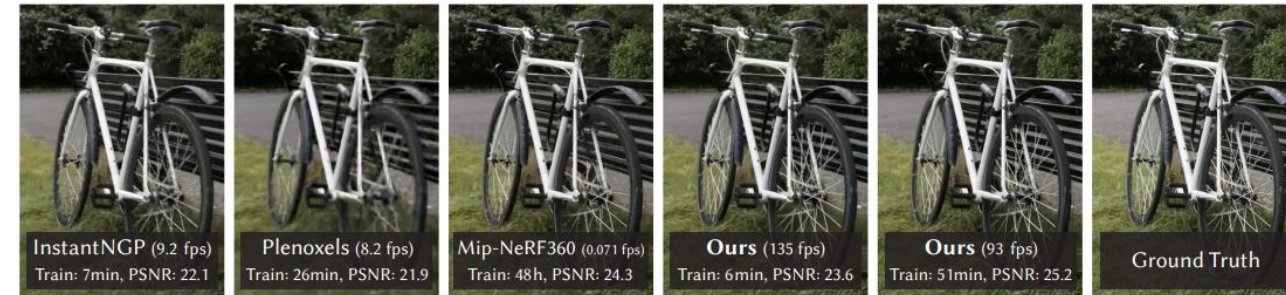 InstantNGP (9.2 fps)
Train: 7min, PSNR: 22.1
Plenoxels (8.2 fps)
Train: 26min, PSNR: 21.9
Mip-NeRF360 (0.071 fps)
Train: 48h, PSNR: 24.3
Ours (135 fps)
Train: 6min, PSNR: 23.6
Ours (93 fps)
Train: 51min, PSNR: 25.2
Ground Truth